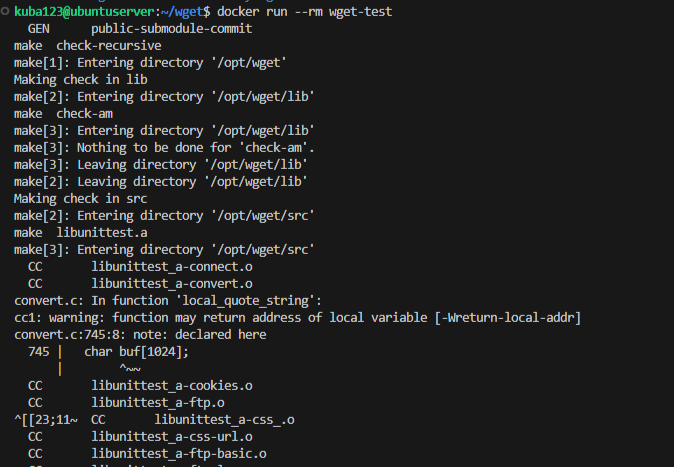 kuba123@ubuntuserver:~/wget$ docker run --rm wget-test
GEN      public-submodule-commit
make  check-recursive
make[1]: Entering directory '/opt/wget'
Making check in lib
make[2]: Entering directory '/opt/wget/lib'
make  check-am
make[3]: Entering directory '/opt/wget/lib'
make[3]: Nothing to be done for 'check-am'.
make[3]: Leaving directory '/opt/wget/lib'
make[2]: Leaving directory '/opt/wget/lib'
Making check in src
make[2]: Entering directory '/opt/wget/src'
make  libunittest.a
make[3]: Entering directory '/opt/wget/src'
CC       libunittest_a-connect.o
CC       libunittest_a-convert.o
convert.c: In function 'local_quote_string':
cc1: warning: function may return address of local variable [-Wreturn-local-addr]
convert.c:745:8: note: declared here
745 |   char buf[1024];
|        ^~~
CC       libunittest_a-cookies.o
CC       libunittest_a-ftp.o
^[[23;11~  CC       libunittest_a-css_.o
CC       libunittest_a-css-url.o
CC       libunittest_a-ftp-basic.o